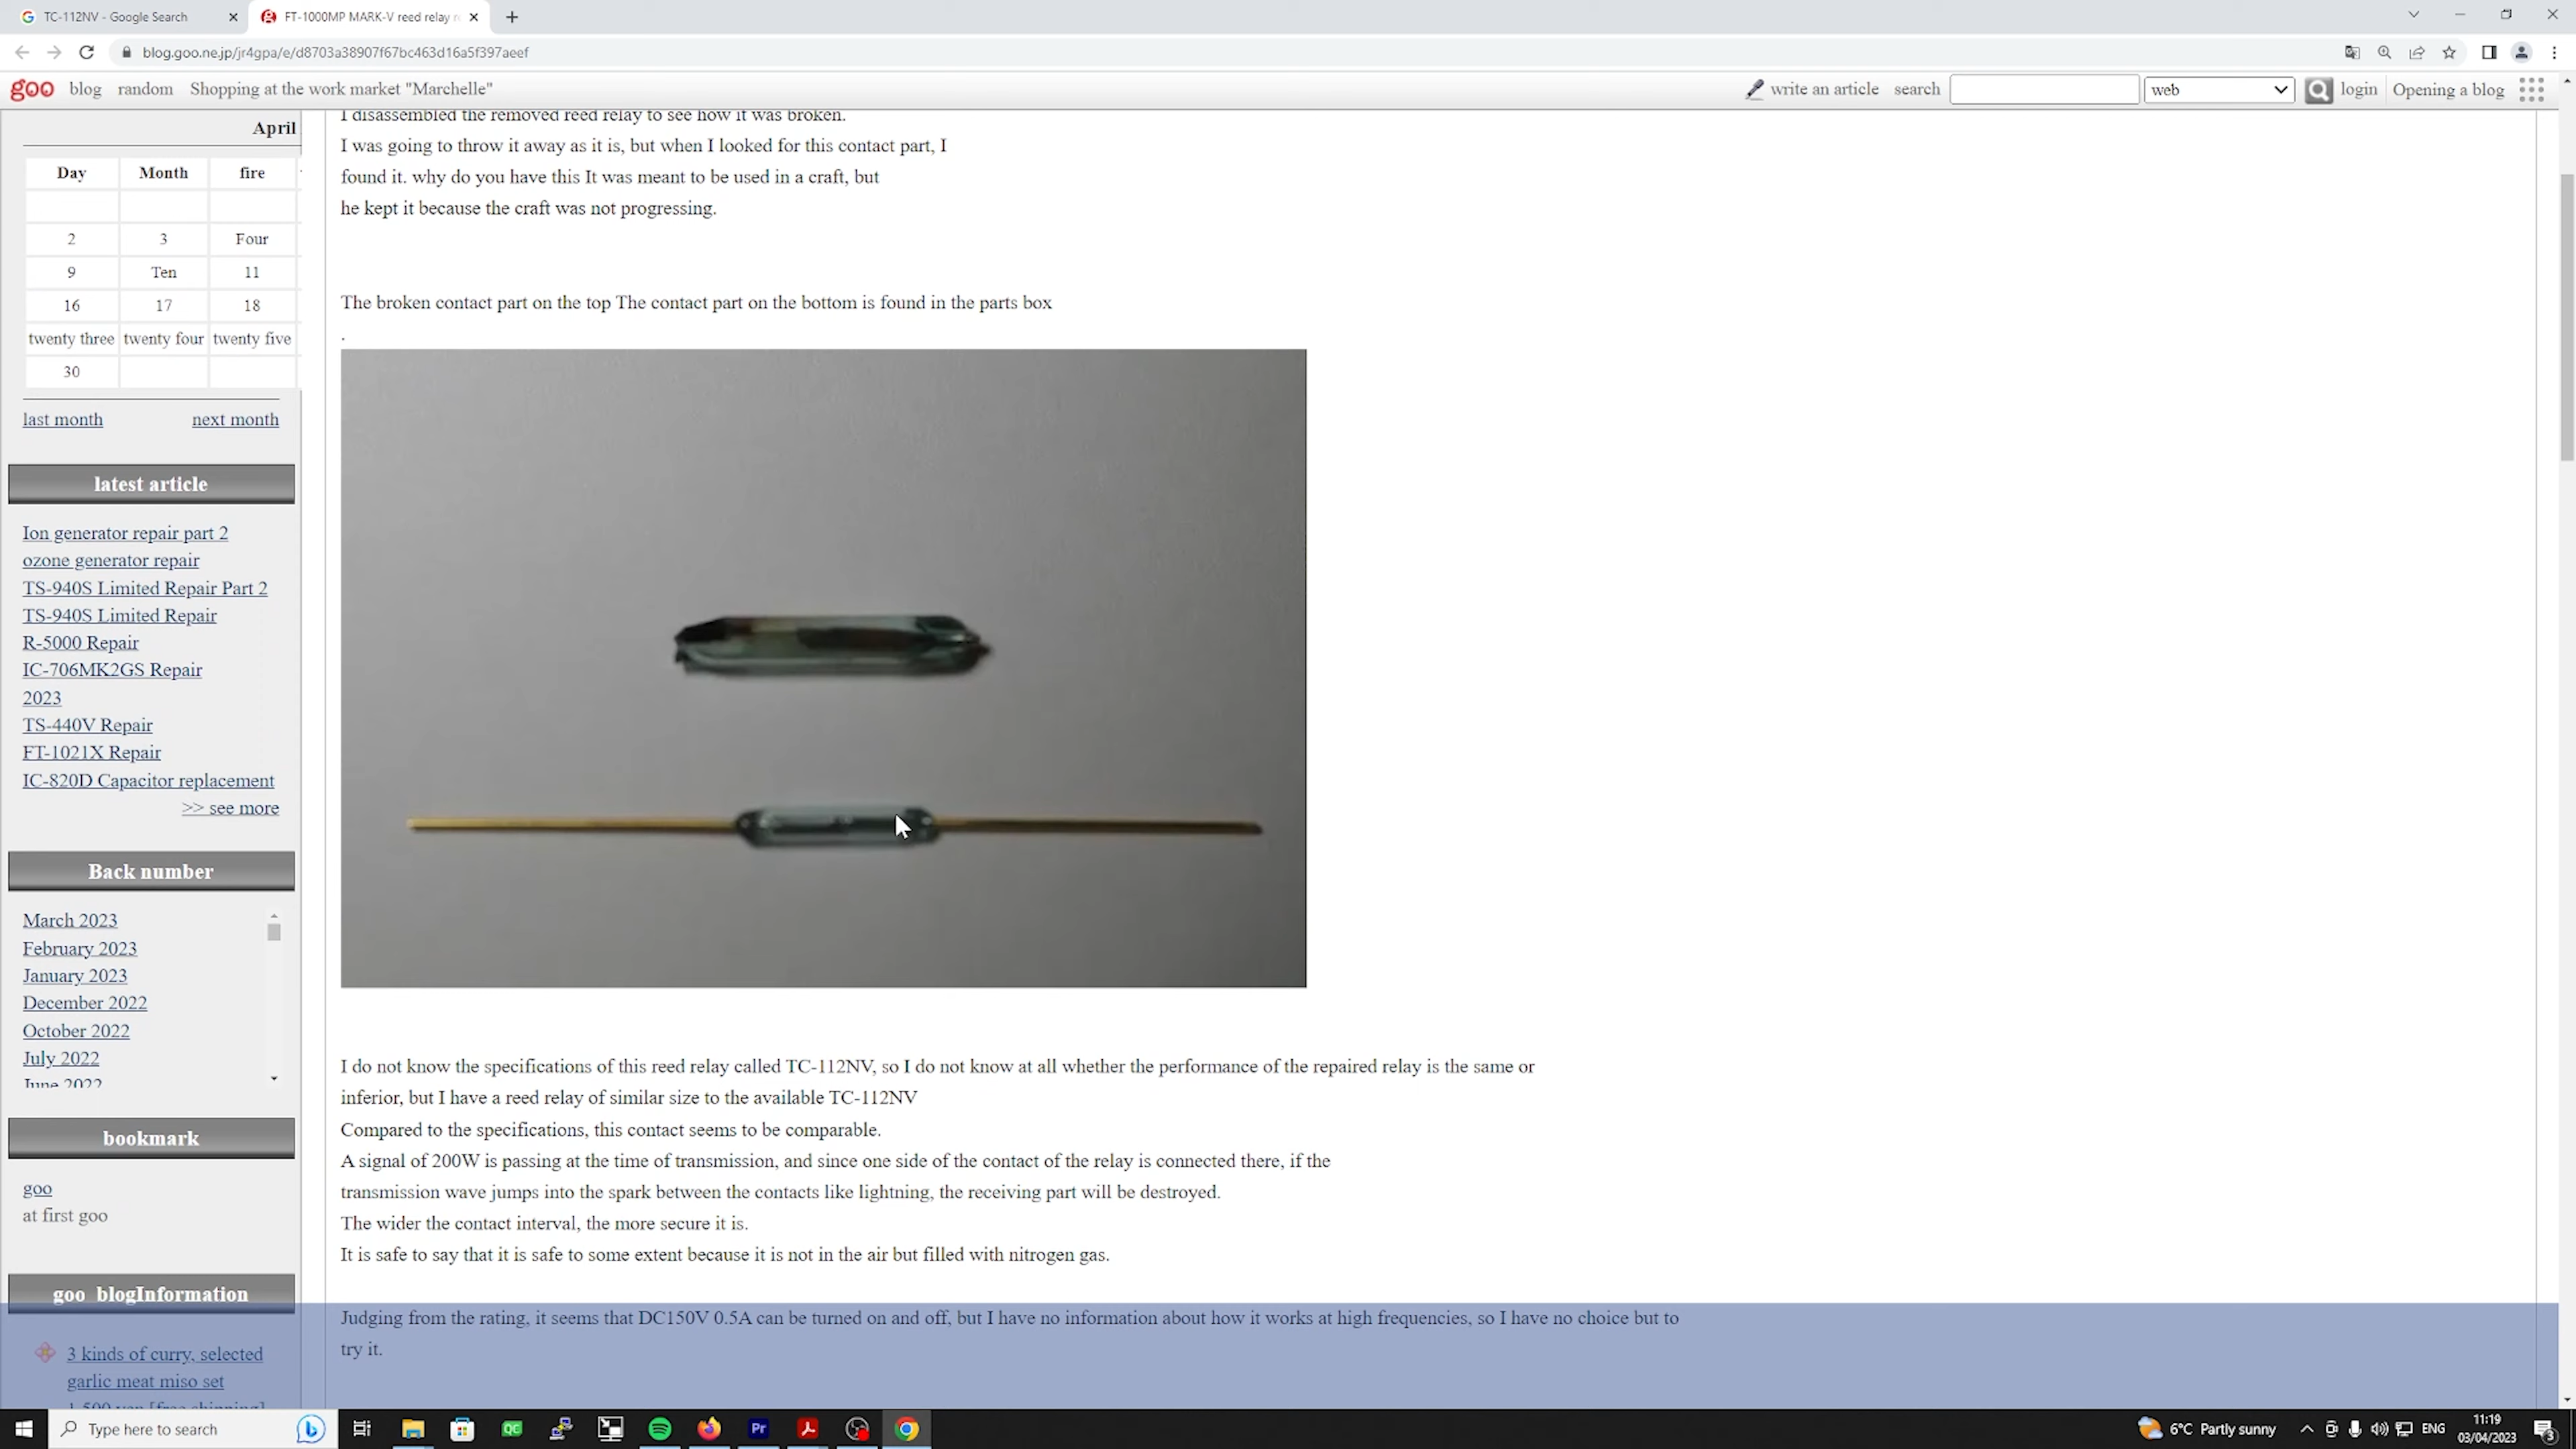 TC-112NV - Google Search
FT-1000MP MARK-V reed relay r
blog.goo.ne.jp/jr4gpa/e/d8703a38907f67bc463d16a5f397aeef
goo blog random Shopping at the work market "Marchelle" write an article search web login Opening a blog
April
Day Month fire
2 3 Four
9 Ten 11
16 17 18
twenty three twenty four twenty five
30
last month next month
latest article
Ion generator repair part 2
ozone generator repair
TS-940S Limited Repair Part 2
TS-940S Limited Repair
R-5000 Repair
IC-706MK2GS Repair
2023
TS-440V Repair
FT-1021X Repair
IC-820D Capacitor replacement
>> see more
Back number
March 2023
February 2023
January 2023
December 2022
October 2022
July 2022
June 2022
bookmark
goo
at first goo
goo blogInformation
3 kinds of curry, selected
garlic meat miso set
1,500 yen [free shipping]
I disassembled the removed reed relay to see how it was broken.
I was going to throw it away as it is, but when I looked for this contact part, I
found it. why do you have this It was meant to be used in a craft, but
he kept it because the craft was not progressing.
The broken contact part on the top The contact part on the bottom is found in the parts box
.
I do not know the specifications of this reed relay called TC-112NV, so I do not know at all whether the performance of the repaired relay is the same or
inferior, but I have a reed relay of similar size to the available TC-112NV
Compared to the specifications, this contact seems to be comparable.
A signal of 200W is passing at the time of transmission, and since one side of the contact of the relay is connected there, if the
transmission wave jumps into the spark between the contacts like lightning, the receiving part will be destroyed.
The wider the contact interval, the more secure it is.
It is safe to say that it is safe to some extent because it is not in the air but filled with nitrogen gas.
Judging from the rating, it seems that DC150V 0.5A can be turned on and off, but I have no information about how it works at high frequencies, so I have no choice but to
try it.
Type here to search
QC
Pr
6°C Partly sunny
ENG
11:19
03/04/2023
3